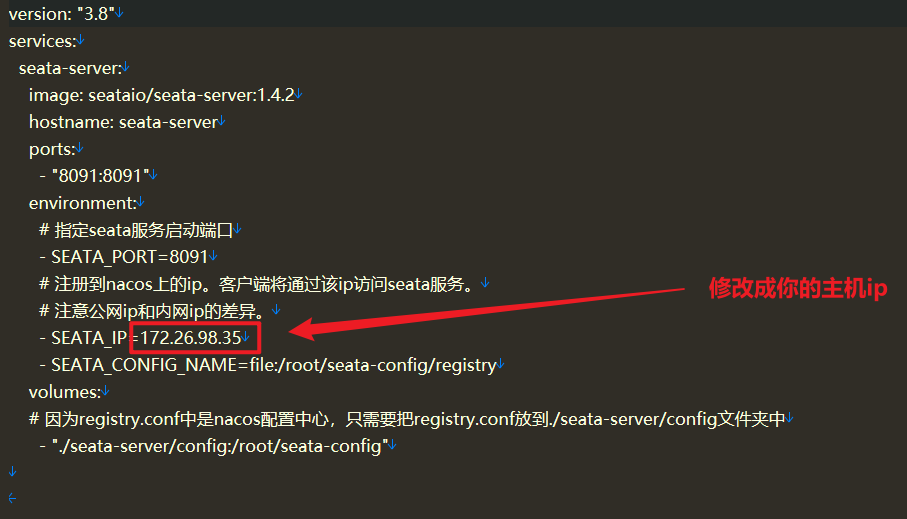 version: "3.8"
services:
  seata-server:
    image: seataio/seata-server:1.4.2
    hostname: seata-server
    ports:
      - "8091:8091"
    environment:
      # 指定seata服务启动端口
      - SEATA_PORT=8091
      # 注册到nacos上的ip。客户端将通过该ip访问seata服务。
      # 注意公网ip和内网ip的差异。
      - SEATA_IP=172.26.98.35
      - SEATA_CONFIG_NAME=file:/root/seata-config/registry
    volumes:
    # 因为registry.conf中是nacos配置中心，只需要把registry.conf放到./seata-server/config文件夹中
      - "./seata-server/config:/root/seata-config"
修改成你的主机ip